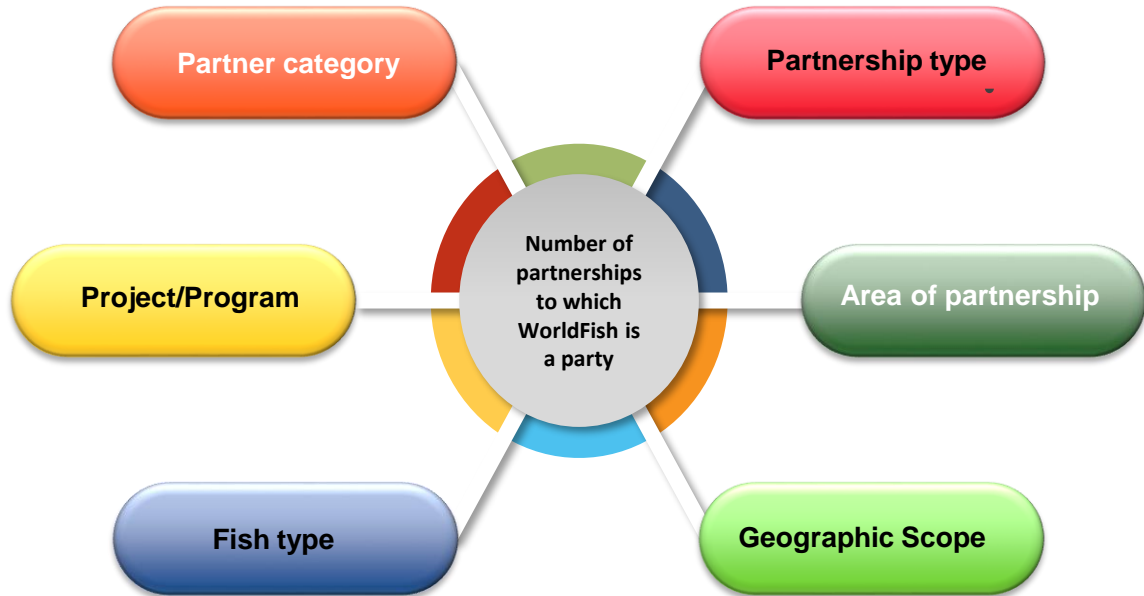 Partner category
Partnership type
Number of
partnerships
to which
WorldFish is
a party
Project/Program
Area of partnership
Fish type
Geographic Scope